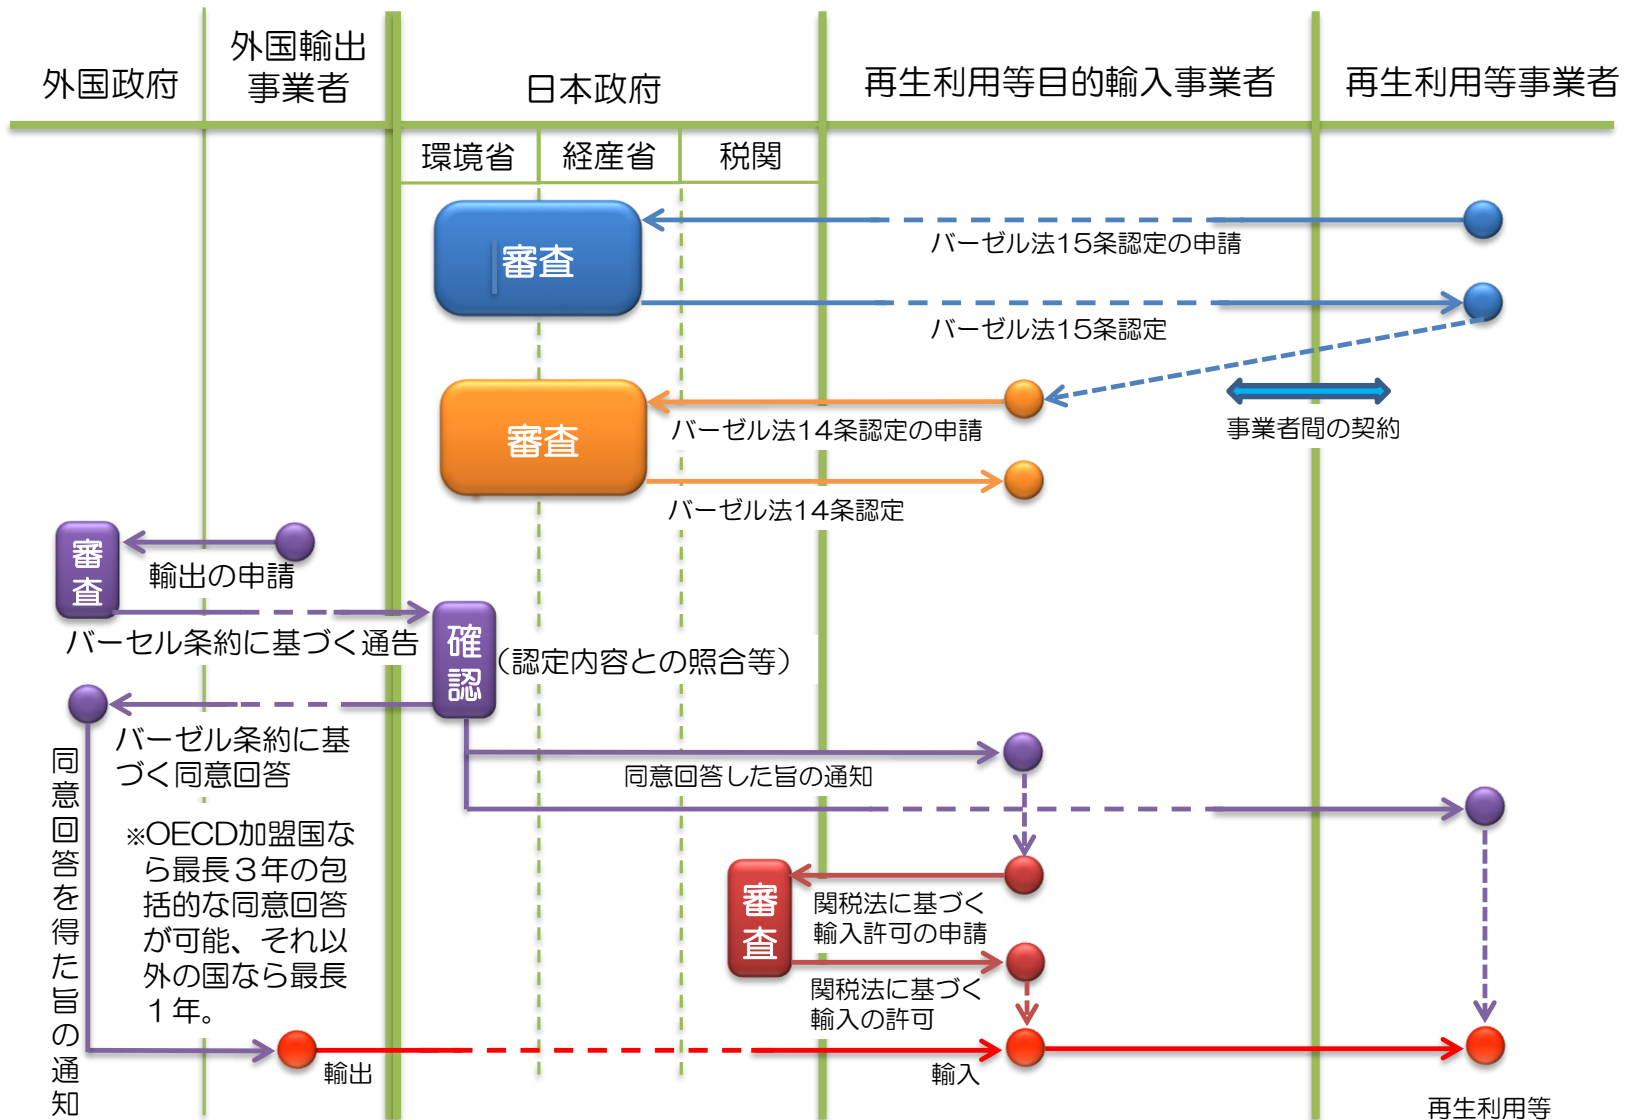 外国政府
外国輸出
事業者
日本政府
再生利用等目的輸入事業者
再生利用等事業者
環境省
経産省
税関
審査
バーゼル法15条認定の申請
バーゼル法15条認定
審査
バーゼル法14条認定の申請
事業者間の契約
バーゼル法14条認定
審査
輸出の申請
バーセル条約に基づく通告
確認
（認定内容との照合等）
バーゼル条約に基
づく同意回答
同意回答を得た旨の通知
同意回答した旨の通知
※OECD加盟国な
ら最長３年の包
括的な同意回答
が可能、それ以
外の国なら最長
１年。
審査
関税法に基づく
輸入許可の申請
関税法に基づく
輸入の許可
輸出
輸入
再生利用等